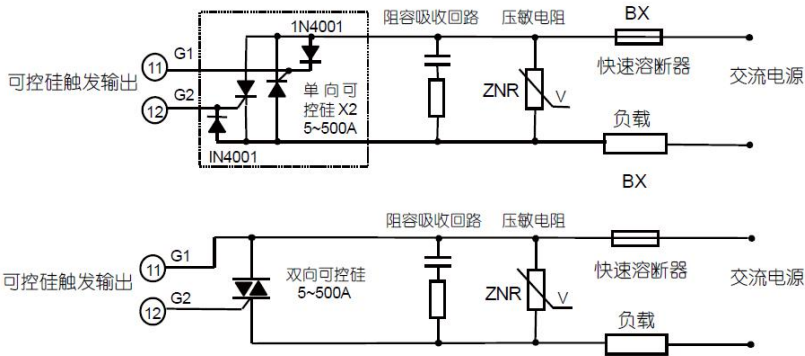 1N4001
阻容吸收回路
压敏电阻
BX
11
G1
快速溶断器
可控硅触发输出
单向可
控硅X2
5~500A
ZNR
V
交流电源
12
G2
负载
IN4001
BX
阻容吸收回路
压敏电阻
11
G1
快速溶断器
可控硅触发输出
双向可控硅
5~500A
ZNR
V
交流电源
12
G2
负载